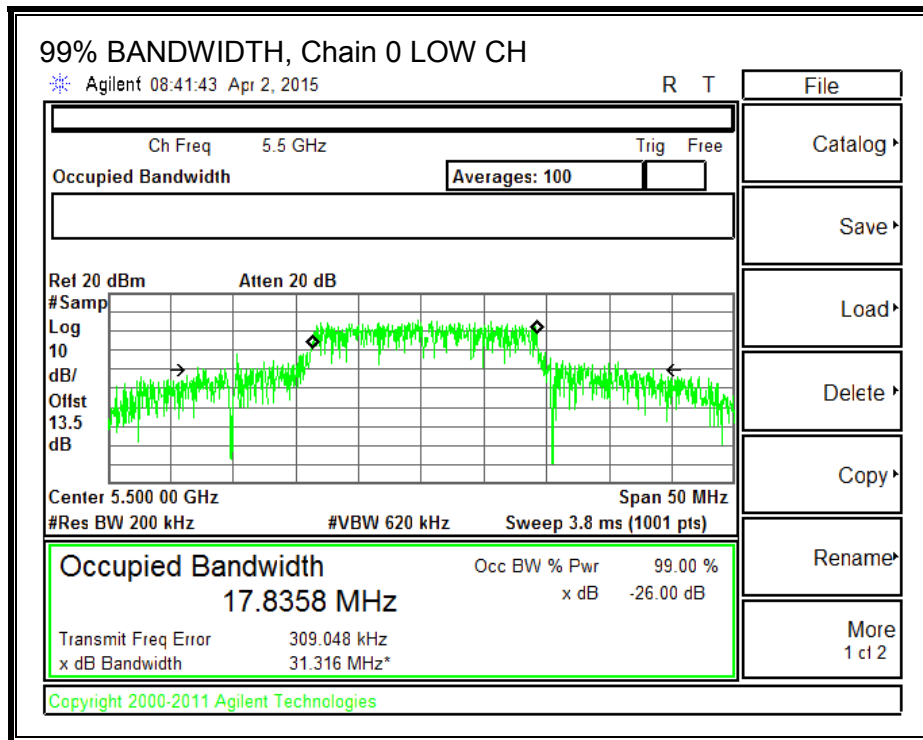 99% BANDWIDTH, Chain 0 LOW CH
Agilent 08:41:43 Apr 2, 2015 R T
File
Ch Freq 5.5 GHz Trig Free
Catalog
Occupied Bandwidth Averages: 100
Save
Ref 20 dBm Atten 20 dB
#Samp
Log
10
dB/
Offst
13.5
dB
Load
Delete
Copy
Center 5.500 00 GHz Span 50 MHz
#Res BW 200 kHz #VBW 620 kHz Sweep 3.8 ms (1001 pts)
Occupied Bandwidth Occ BW % Pwr 99.00 %
17.8358 MHz x dB -26.00 dB
Rename
Transmit Freq Error 309.048 kHz
x dB Bandwidth 31.316 MHz*
More
1 of 2
Copyright 2000-2011 Agilent Technologies